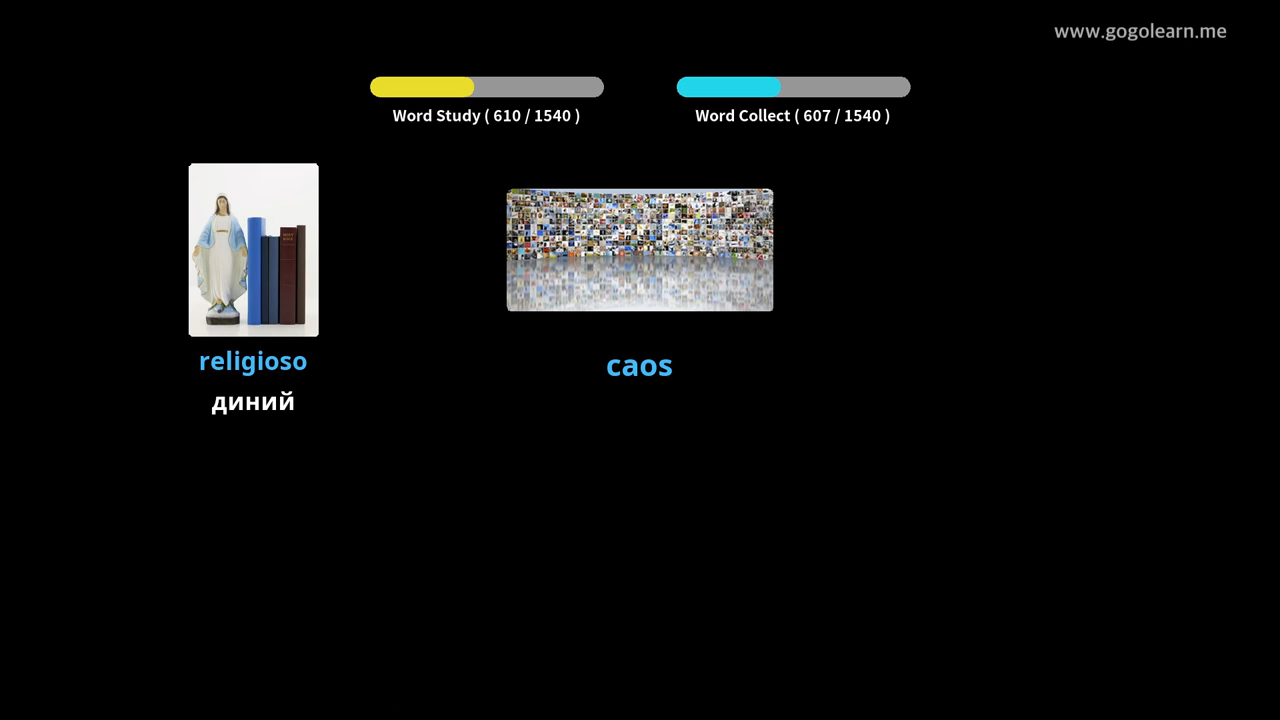 www.gogolearn.me
Word Study ( 610 / 1540 )
Word Collect ( 607 / 1540 )
religioso
диний
caos